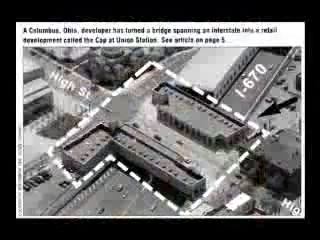 A Columbus, Ohio, developer has turned a bridge spanning an interstate into a retail
development called the Cap at Union Station. See article on page 5.
High St.
I-670
Hig